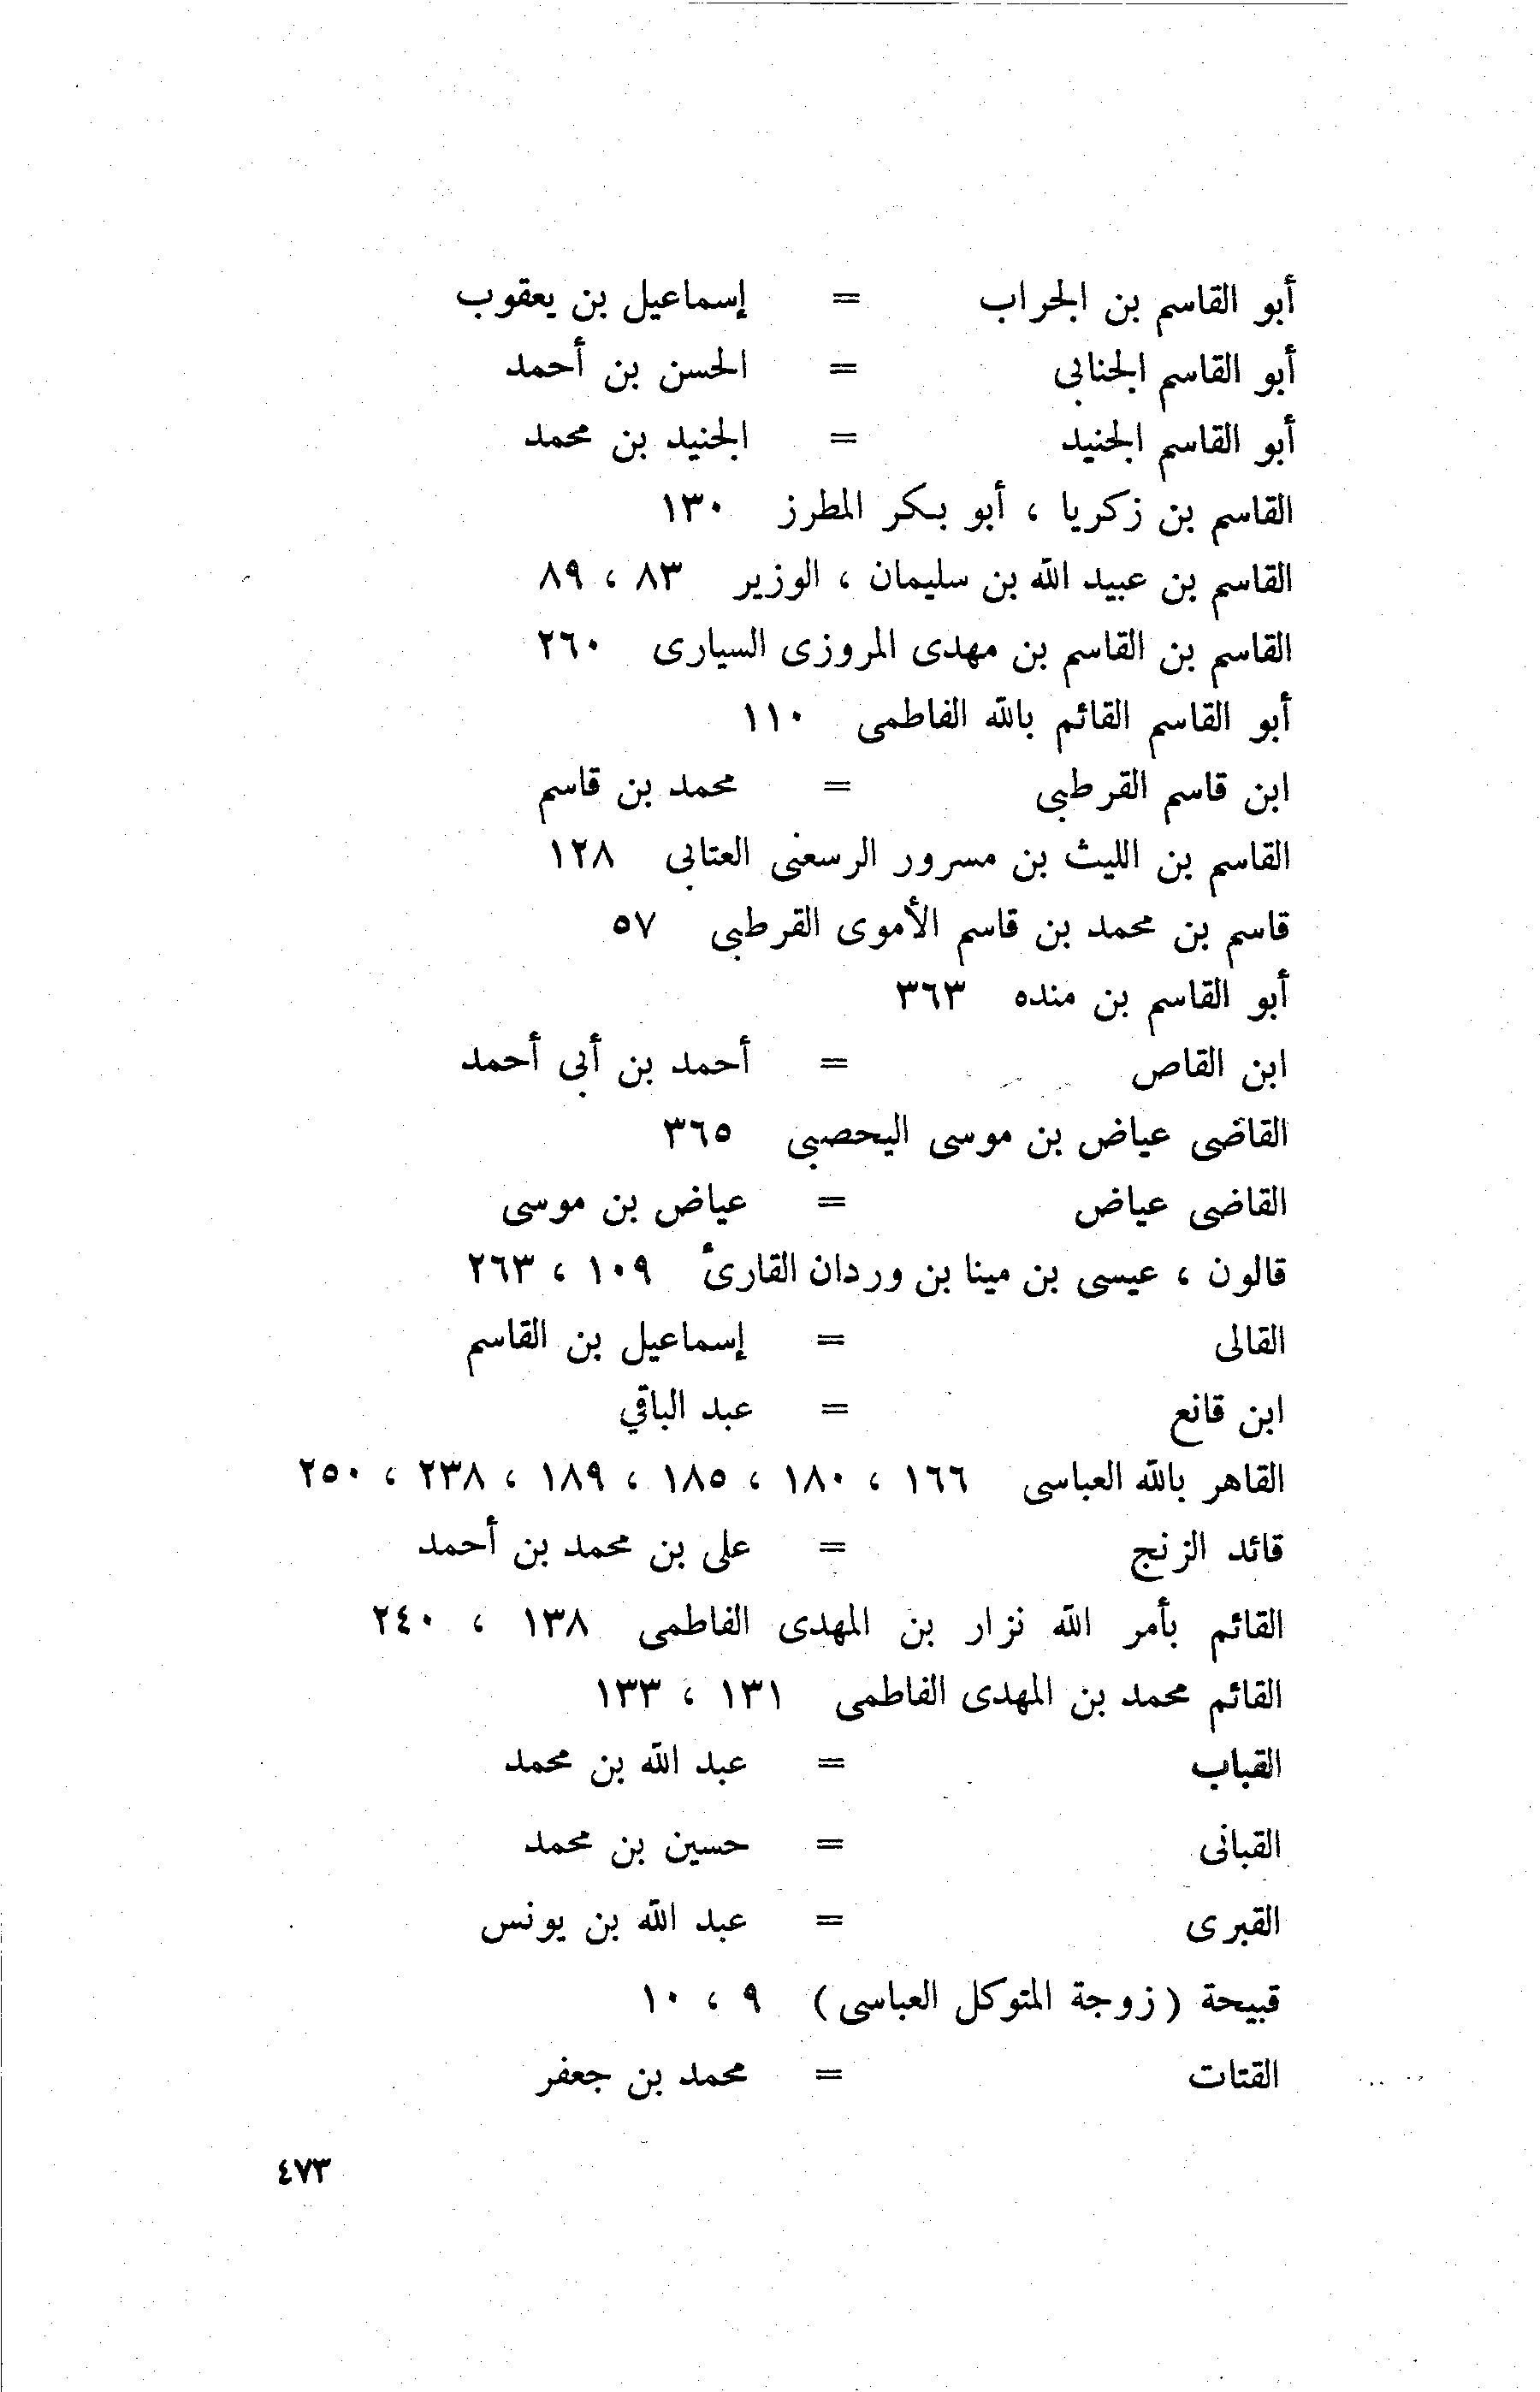 أبو القاسم بن الجراب = إسماعيل بن يعقوب
أبو القاسم الجنابى = الحسن بن أحمد
أبو القاسم الجنيد = الجنيد بن محمد
القاسم بن زكريا ، أبو بكر المطرز ١٣٠
القاسم بن عبيد الله بن سليمان ، الوزير ٨٣ ، ٨٩
القاسم بن القاسم بن مهدى المروزى السيارى ٢٦٠
أبو القاسم القائم بالله الفاطمى ١١٠
ابن قاسم القرطبى = محمد بن قاسم
القاسم بن الليث بن مسرور الرسعنى العتابى ١٢٨
قاسم بن محمد بن قاسم الأموى القرطبى ٥٧
أبو القاسم بن منده ٣٦٣
ابن القاص = أحمد بن أبى أحمد
القاضى عياض بن موسى اليحصبى ٣٦٥
القاضى عياض = عياض بن موسى
قالون ، عيسى بن مينا بن وردان القارئ ١٠٩ ، ٢٦٣
القالى = إسماعيل بن القاسم
ابن قانع = عبد الباقي
القاهر بالله العباسى ١٦٦ ، ١٨٠ ، ١٨٥ ، ١٨٩ ، ٢٣٨ ، ٢٥٠
قائد الزنج = على بن محمد بن أحمد
القائم بأمر الله نزار بن المهدى الفاطمى ١٣٨ ، ٢٤٠
القائم محمد بن المهدى الفاطمى ١٣١ ، ١٣٣
القباب = عبد الله بن محمد
القبانى = حسين بن محمد
القبرى = عبد الله بن يونس
قبيحة (زوجة المتوكل العباسى) ٩ ، ١٠
القتات = محمد بن جعفر
٤٧٣